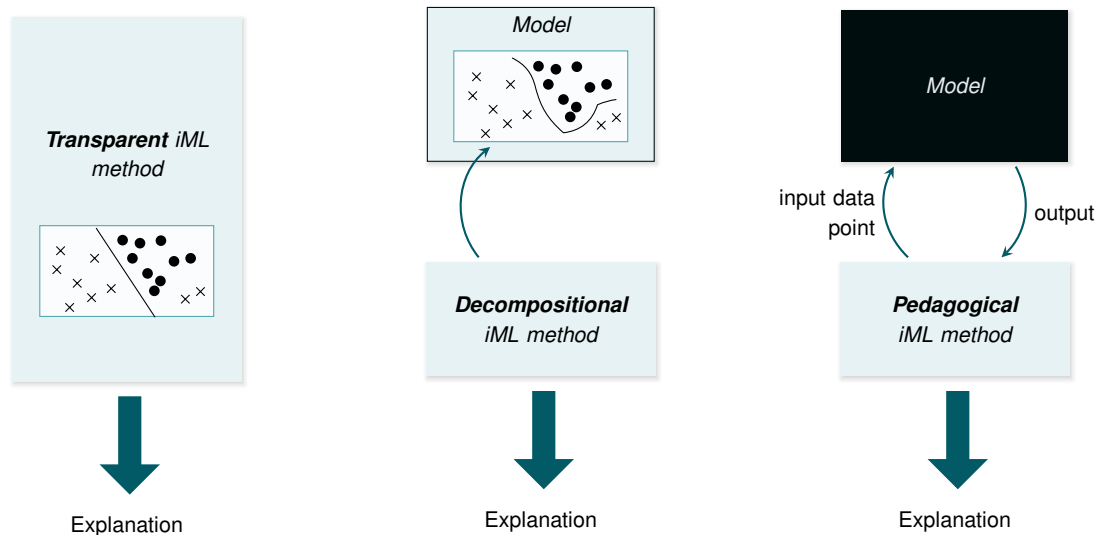 Transparent iML
method
Explanation
Model
Decompositional
iML method
Explanation
Model
input data
point
output
Pedagogical
iML method
Explanation